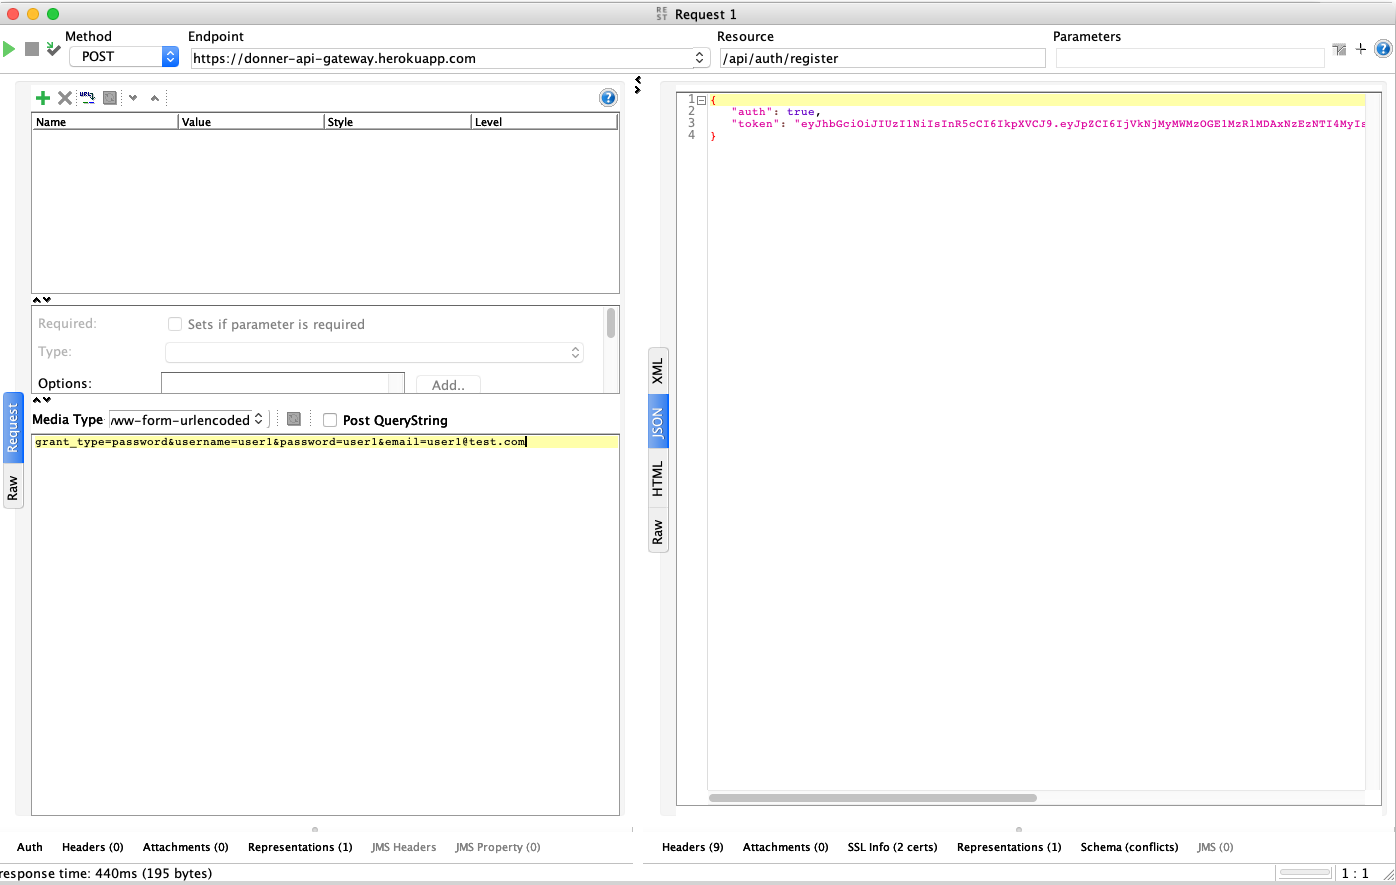 REST Request 1
Method
Endpoint
Resource
Parameters
POST
https://donner-api-gateway.herokuapp.com
/api/auth/register
Name Value Style Level
Required: Sets if parameter is required
Type:
Options: Add..
Media Type ww-form-urlencoded Post QueryString
grant_type=password&username=user1&password=user1&email=user1@test.com
Request
Raw
XML
JSON
HTML
Raw
1 {
2 "auth": true,
3 "token": "eyJhbGciOiJIUzI1NiIsInR5cCI6IkpXVCJ9.eyJpZCI6IjVkNjMyMWMzOGE1MzR1MDAxNzEzNTI4MyIs
4 }
Auth Headers (0) Attachments (0) Representations (1) JMS Headers JMS Property (0)
Headers (9) Attachments (0) SSL Info (2 certs) Representations (1) Schema (conflicts) JMS (0)
response time: 440ms (195 bytes)
1 : 1